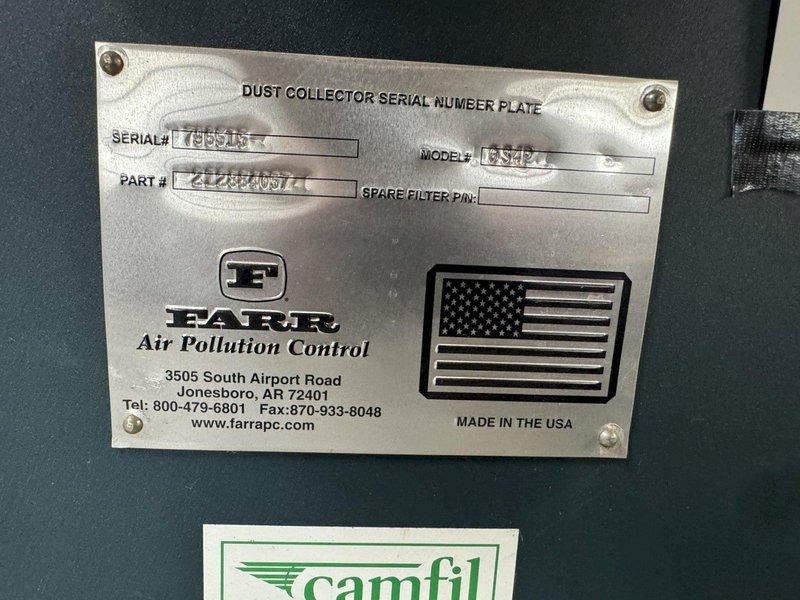 DUST COLLECTOR SERIAL NUMBER PLATE
SERIAL#
MODEL# GS4P
PART #
SPARE FILTER P/N:
F
FARR
Air Pollution Control
3505 South Airport Road
Jonesboro, AR 72401
Tel: 800-479-6801 Fax:870-933-8048
www.farrapc.com
MADE IN THE USA
camfil